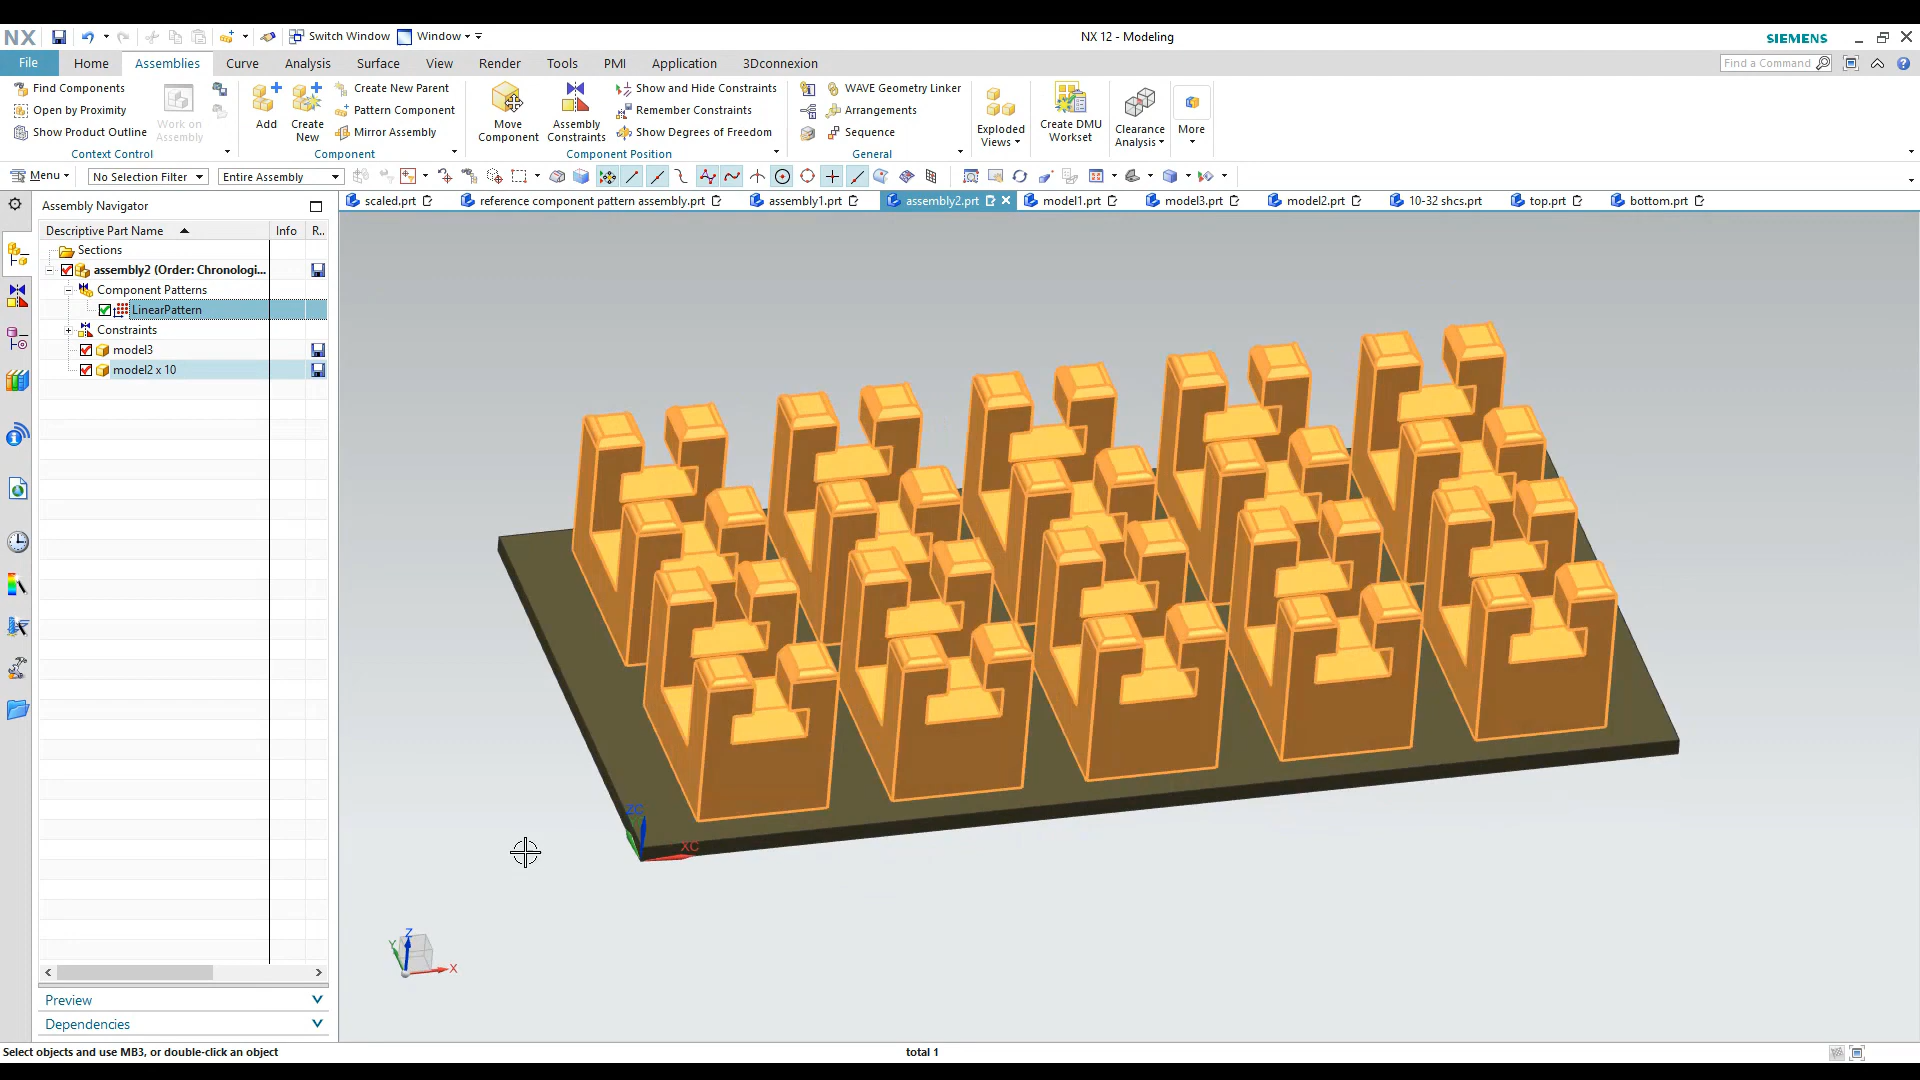 NX
Switch Window
Window
NX 12 - Modeling
SIEMENS
File
Home
Assemblies
Curve
Analysis
Surface
View
Render
Tools
PMI
Application
3Dconnexion
Find a Command
Find Components
Open by Proximity
Show Product Outline
Work on Assembly
Context Control
Add
Create New
Create New Parent
Pattern Component
Mirror Assembly
Component
Move Component
Assembly Constraints
Show and Hide Constraints
Remember Constraints
Show Degrees of Freedom
Component Position
WAVE Geometry Linker
Arrangements
Sequence
General
Exploded Views
Create DMU Workset
Clearance Analysis
More
Menu
No Selection Filter
Entire Assembly
scaled.prt
reference component pattern assembly.prt
assembly1.prt
assembly2.prt
model1.prt
model3.prt
model2.prt
10-32 shcs.prt
top.prt
bottom.prt
Assembly Navigator
Descriptive Part Name
Info
R..
Sections
assembly2 (Order: Chronologi...
Component Patterns
LinearPattern
Constraints
model3
model2 x 10
ZC
XC
Z
Y
X
Preview
Dependencies
Select objects and use MB3, or double-click an object
total 1